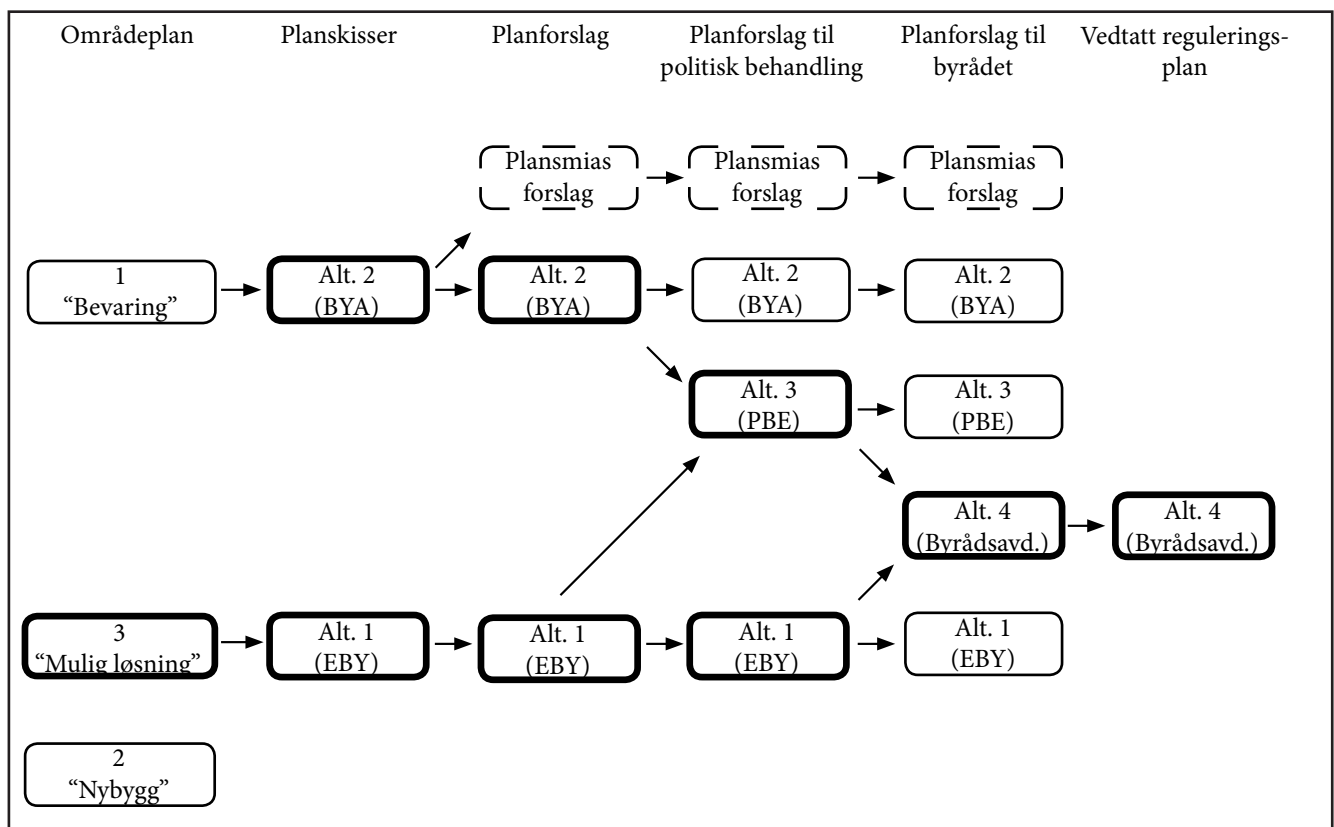 Områdeplan
Planskisser
Planforslag
Planforslag til
politisk behandling
Planforslag til
byrådet
Vedtatt regulerings-
plan
Plansmias
forslag
Plansmias
forslag
Plansmias
forslag
1
“Bevaring”
Alt. 2
(BYA)
Alt. 2
(BYA)
Alt. 2
(BYA)
Alt. 2
(BYA)
Alt. 3
(PBE)
Alt. 3
(PBE)
Alt. 4
(Byrådsavd.)
Alt. 4
(Byrådsavd.)
3
“Mulig løsning”
Alt. 1
(EBY)
Alt. 1
(EBY)
Alt. 1
(EBY)
Alt. 1
(EBY)
2
“Nybygg”